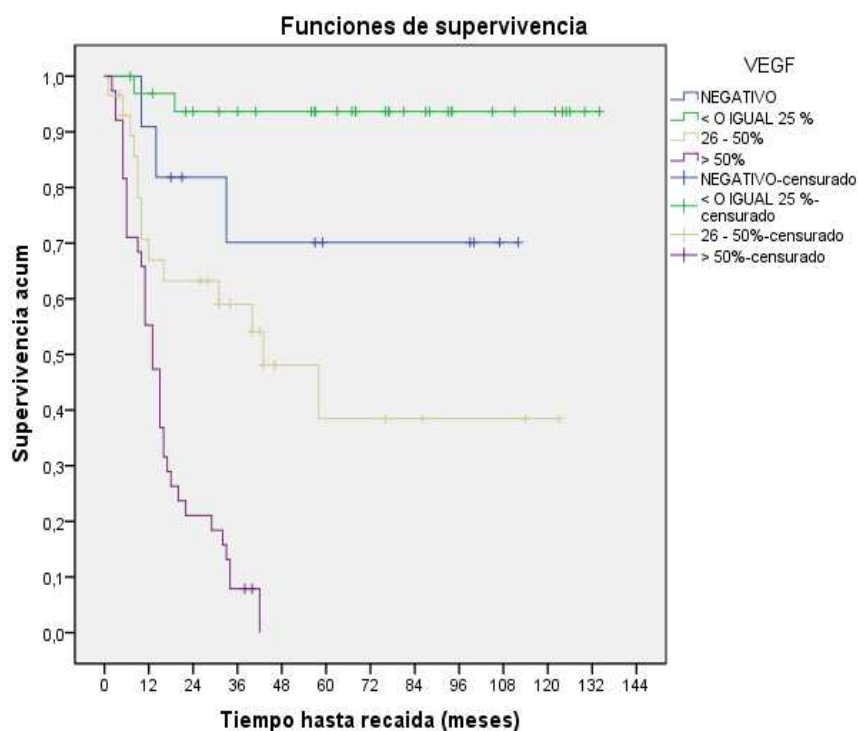 Funciones de supervivencia
VEGF
NEGATIVO
< O IGUAL 25 %
26 - 50%
> 50%
NEGATIVO-censurado
< O IGUAL 25 %-
censurado
26 - 50%-censurado
> 50%-censurado
Supervivencia acum
1,0
0,9
0,8
0,7
0,6
0,5
0,4
0,3
0,2
0,1
0,0
0 12 24 36 48 60 72 84 96 108 120 132 144
Tiempo hasta recaida (meses)